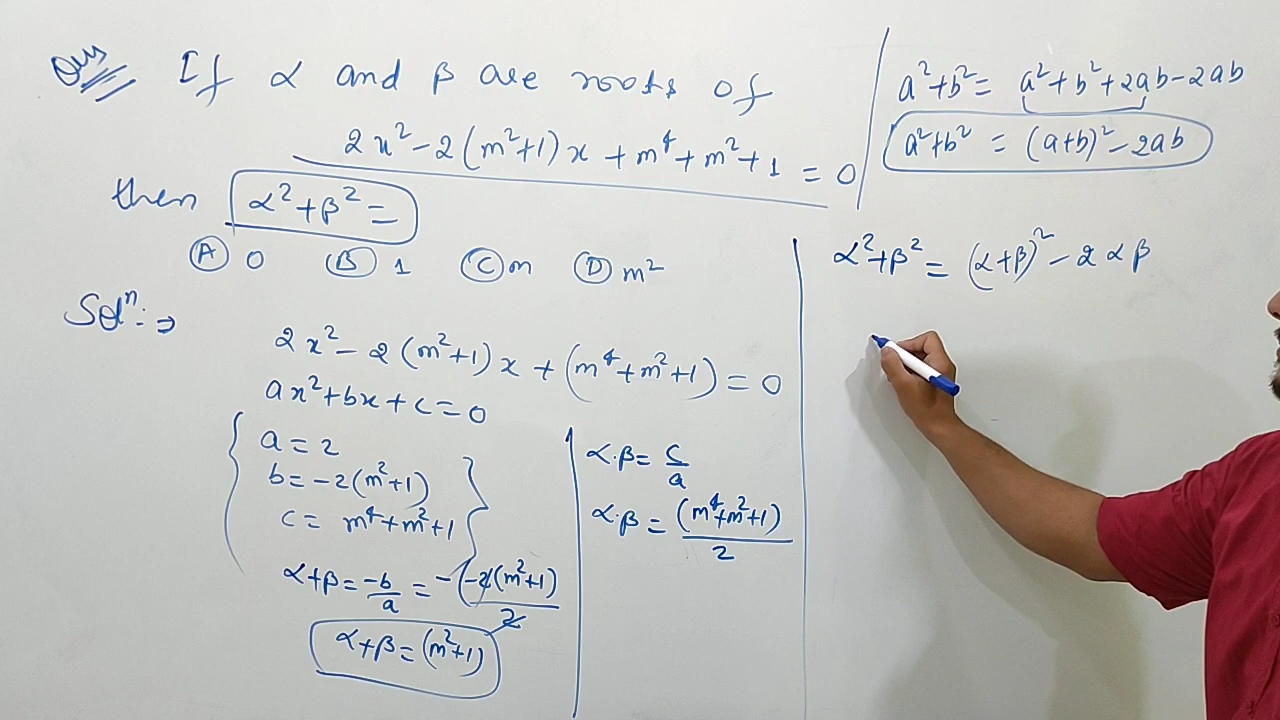 Ques If α and β are roots of
2x² - 2(m²+1)x + m⁴ + m² + 1 = 0
then α² + β² =
(A) 0 (B) 1 (C) m (D) m²
Solⁿ: ⇒
2x² - 2(m²+1)x + (m⁴+m²+1) = 0
ax² + bx + c = 0
a = 2
b = -2(m²+1)
c = m⁴+m²+1
α+β = -b/a = -(-2(m²+1))/2
α+β = (m²+1)
α.β = c/a
α.β = (m⁴+m²+1)/2
a²+b² = a²+b²+2ab-2ab
a²+b² = (a+b)²-2ab
α²+β² = (α+β)² - 2αβ